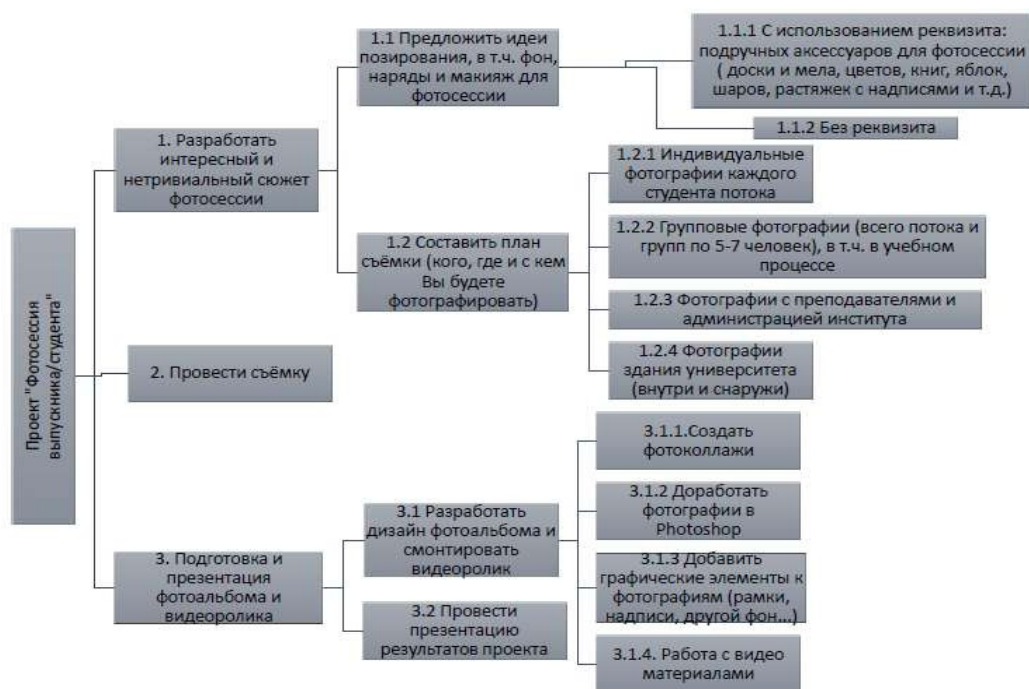 Проект "Фотосессия
выпускника/студента"
1. Разработать
интересный и
нетривиальный сюжет
фотосессии
1.1 Предложить идеи
позирования, в т.ч. фон,
наряды и макияж для
фотосессии
1.1.1 С использованием реквизита:
подручных аксессуаров для фотосессии
( доски и мела, цветов, книг, яблок,
шаров, растяжек с надписями и т.д.)
1.1.2 Без реквизита
1.2 Составить план
съёмки (кого, где и с кем
Вы будете
фотографировать)
1.2.1 Индивидуальные
фотографии каждого
студента потока
1.2.2 Групповые фотографии (всего потока и
групп по 5-7 человек), в т.ч. в учебном
процессе
1.2.3 Фотографии с преподавателями и
администрацией института
1.2.4 Фотографии
здания университета
(внутри и снаружи)
2. Провести съёмку
3. Подготовка и
презентация
фотоальбома и
видеоролика
3.1 Разработать
дизайн фотоальбома и
смонтировать
видеоролик
3.1.1.Создать
фотоколлажи
3.1.2 Доработать
фотографии в
Photoshop
3.1.3 Добавить
графические элементы к
фотографиям (рамки,
надписи, другой фон...)
3.1.4. Работа с видео
материалами
3.2 Провести
презентацию
результатов проекта